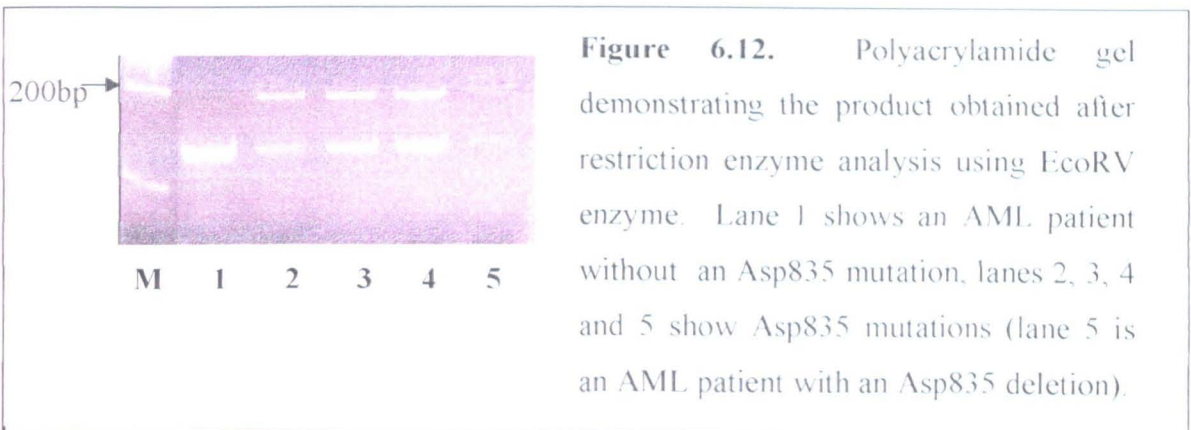 200bp
M 1 2 3 4 5
Figure 6.12. Polyacrylamide gel
demonstrating the product obtained after
restriction enzyme analysis using EcoRV
enzyme. Lane 1 shows an AML patient
without an Asp835 mutation, lanes 2, 3, 4
and 5 show Asp835 mutations (lane 5 is
an AML patient with an Asp835 deletion).